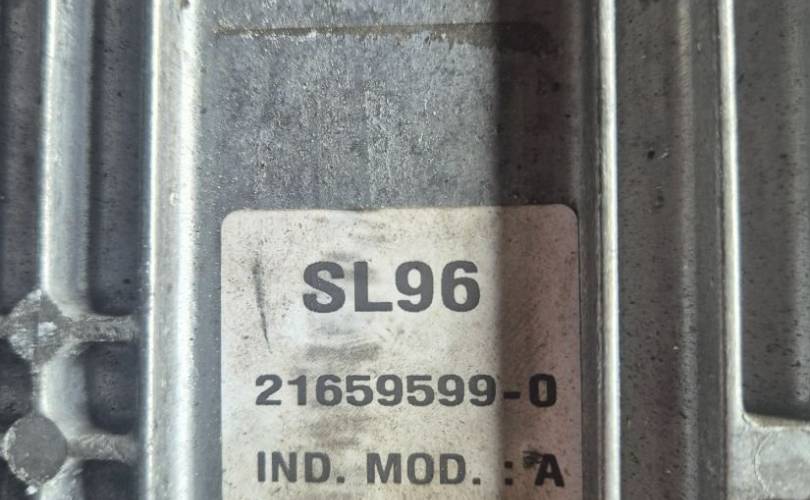 SL96
21659599-0
IND. MOD. : A